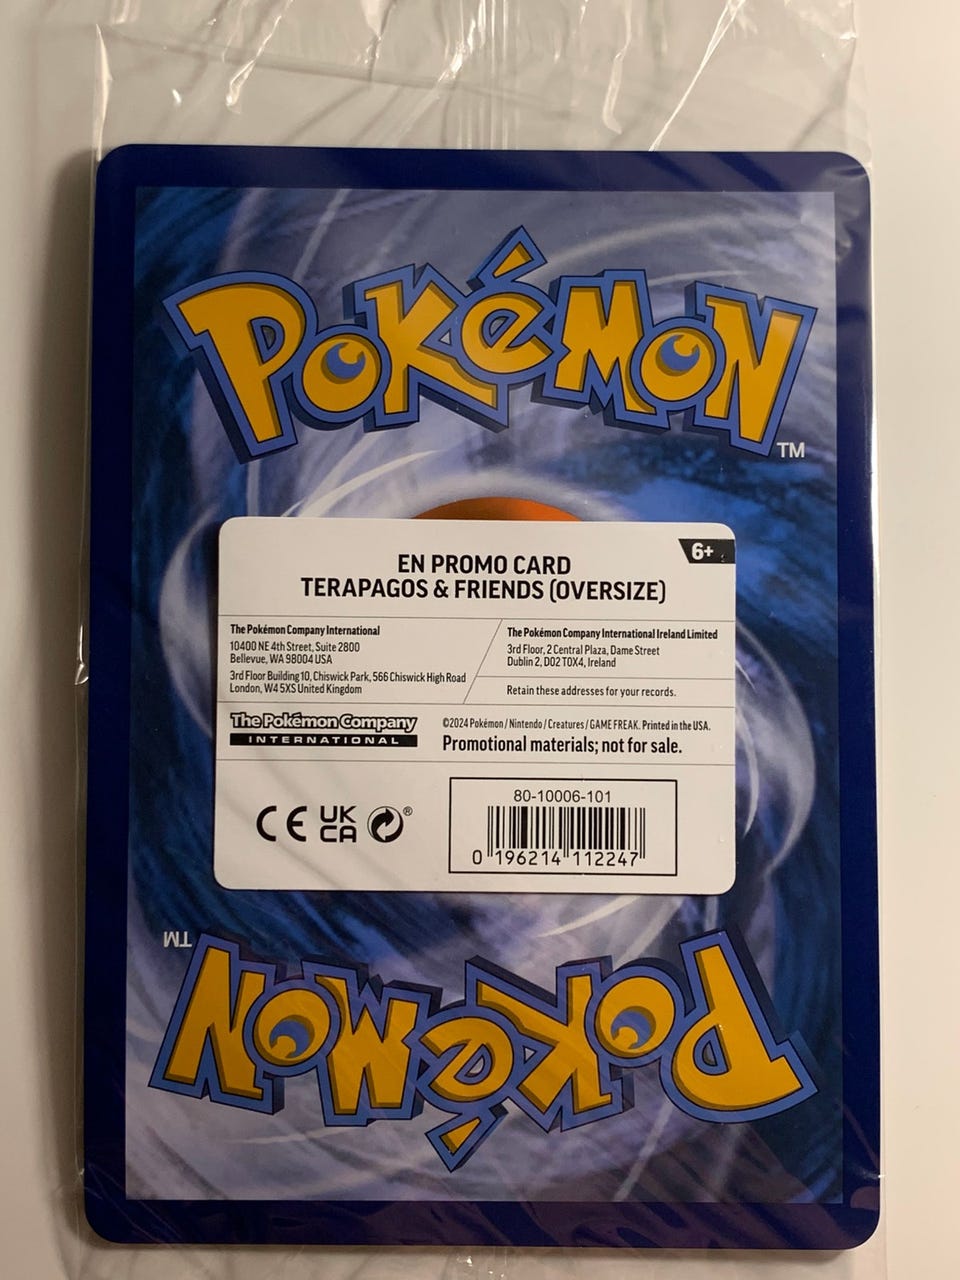 POKéMON
TM
6+
EN PROMO CARD
TERAPAGOS & FRIENDS (OVERSIZE)
The Pokémon Company International
10400 NE 4th Street, Suite 2800
Bellevue, WA 98004 USA
3rd Floor Building 10, Chiswick Park, 566 Chiswick High Road
London, W4 5XS United Kingdom
The Pokémon Company International Ireland Limited
3rd Floor, 2 Central Plaza, Dame Street
Dublin 2, D02 T0X4, Ireland
Retain these addresses for your records.
The Pokémon Company
INTERNATIONAL
©2024 Pokémon / Nintendo / Creatures / GAME FREAK. Printed in the USA.
Promotional materials; not for sale.
CE
UK
CA
®
80-10006-101
0 196214 112247
TM
POKéMON